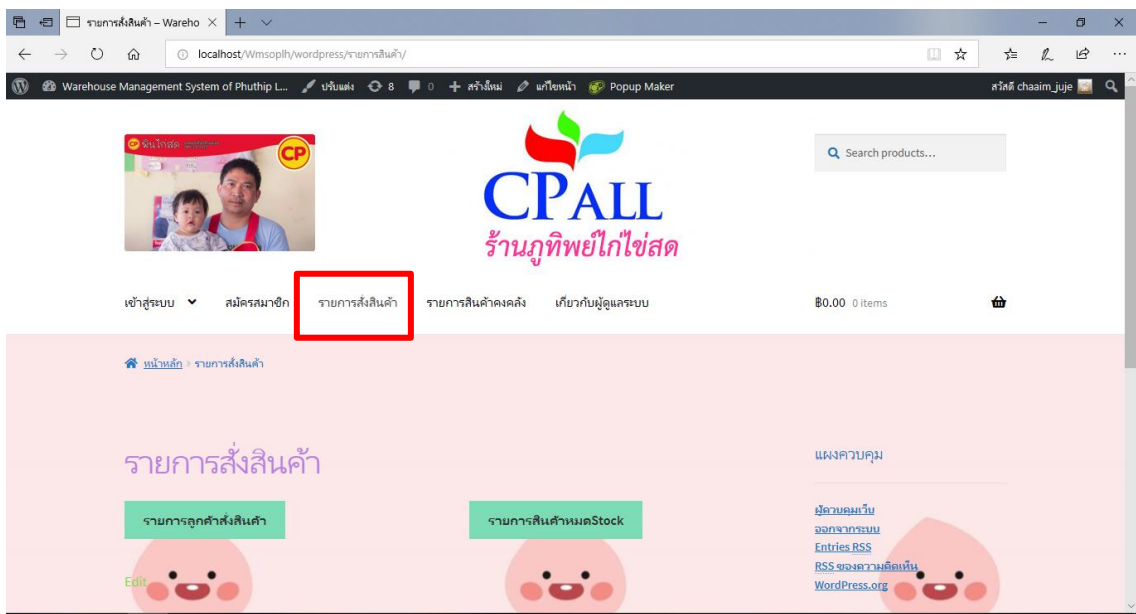 รายการสั่งสินค้า – Wareho
localhost/Wmsoplh/wordpress/รายการสินค้า/
Warehouse Management System of Phuthip L... ปรับแต่ง 8 0 สร้างใหม่ แก้ไขหน้า Popup Maker สวัสดี chaaim_juje
CP
CP
CPALL
ร้านภูทิพย์ไก่ไข่สด
Search products...
เข้าสู่ระบบ สมัครสมาชิก รายการสั่งสินค้า รายการสินค้าคงคลัง เกี่ยวกับผู้ดูแลระบบ ฿0.00 0 items
หน้าหลัก › รายการสั่งสินค้า
รายการสั่งสินค้า
รายการลูกค้าสั่งสินค้า
รายการสินค้าหมดStock
Edit
แผงควบคุม
ผู้ควบคุมเว็บ
ออกจากระบบ
Entries RSS
RSS ของความคิดเห็น
WordPress.org